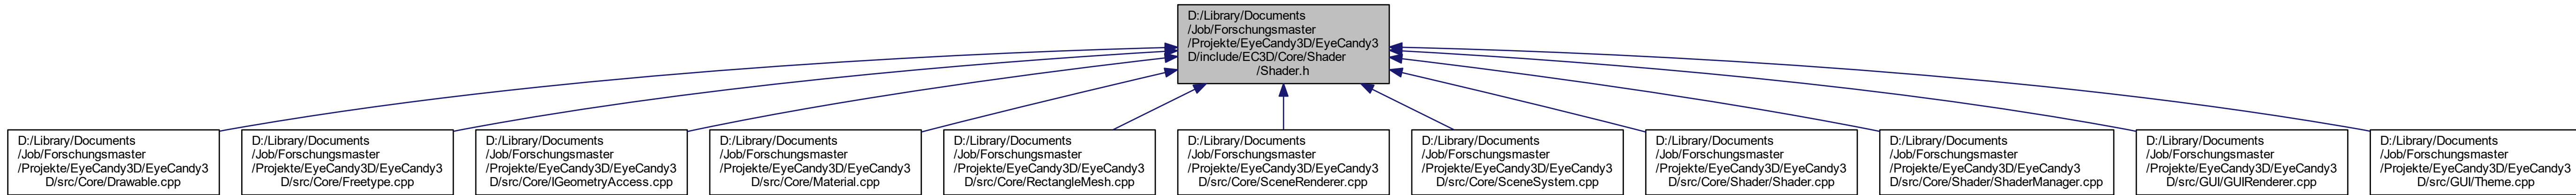 D:/Library/Documents
/Job/Forschungsmaster
/Projekte/EyeCandy3D/EyeCandy3
D/include/EC3D/Core/Shader
/Shader.h
D:/Library/Documents
/Job/Forschungsmaster
/Projekte/EyeCandy3D/EyeCandy3
D/src/Core/Drawable.cpp
D:/Library/Documents
/Job/Forschungsmaster
/Projekte/EyeCandy3D/EyeCandy3
D/src/Core/Freetype.cpp
D:/Library/Documents
/Job/Forschungsmaster
/Projekte/EyeCandy3D/EyeCandy3
D/src/Core/IGeometryAccess.cpp
D:/Library/Documents
/Job/Forschungsmaster
/Projekte/EyeCandy3D/EyeCandy3
D/src/Core/Material.cpp
D:/Library/Documents
/Job/Forschungsmaster
/Projekte/EyeCandy3D/EyeCandy3
D/src/Core/RectangleMesh.cpp
D:/Library/Documents
/Job/Forschungsmaster
/Projekte/EyeCandy3D/EyeCandy3
D/src/Core/SceneRenderer.cpp
D:/Library/Documents
/Job/Forschungsmaster
/Projekte/EyeCandy3D/EyeCandy3
D/src/Core/SceneSystem.cpp
D:/Library/Documents
/Job/Forschungsmaster
/Projekte/EyeCandy3D/EyeCandy3
D/src/Core/Shader/Shader.cpp
D:/Library/Documents
/Job/Forschungsmaster
/Projekte/EyeCandy3D/EyeCandy3
D/src/Core/Shader/ShaderManager.cpp
D:/Library/Documents
/Job/Forschungsmaster
/Projekte/EyeCandy3D/EyeCandy3
D/src/GUI/GUIRenderer.cpp
D:/Library/Documents
/Job/Forschungsmaster
/Projekte/EyeCandy3D/EyeCandy3
D/src/GUI/Theme.cpp